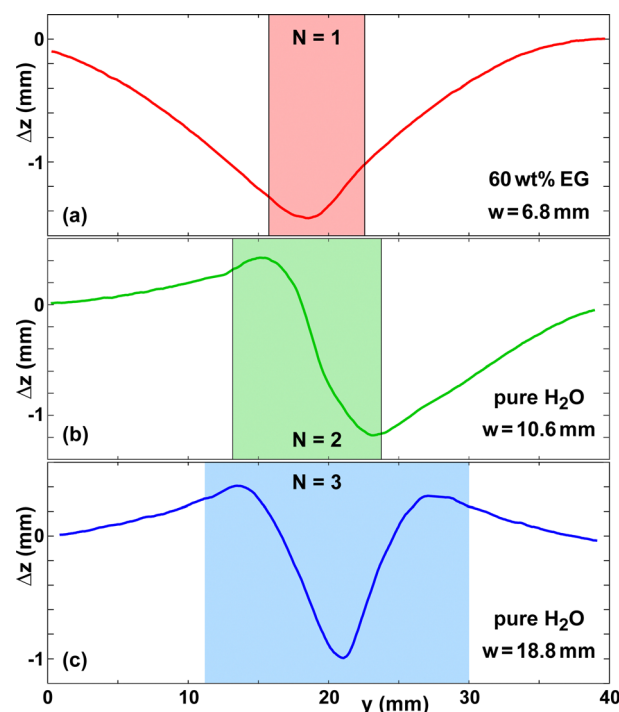 N = 1
0
Δz (mm)
-1
60 wt% EG
w = 6.8 mm
(a)
0
Δz (mm)
-1
pure H₂O
w = 10.6 mm
(b)
N = 2
N = 3
0
Δz (mm)
-1
pure H₂O
w = 18.8 mm
(c)
0 10 20 30 40
y (mm)